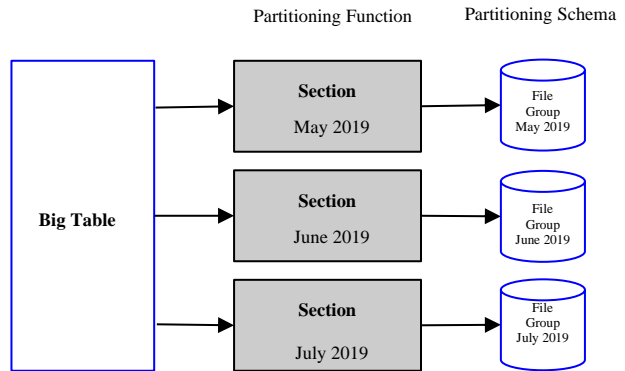 Partitioning Function
Partitioning Schema
Big Table
Section
May 2019
File
Group
May 2019
Section
June 2019
File
Group
June 2019
Section
July 2019
File
Group
July 2019